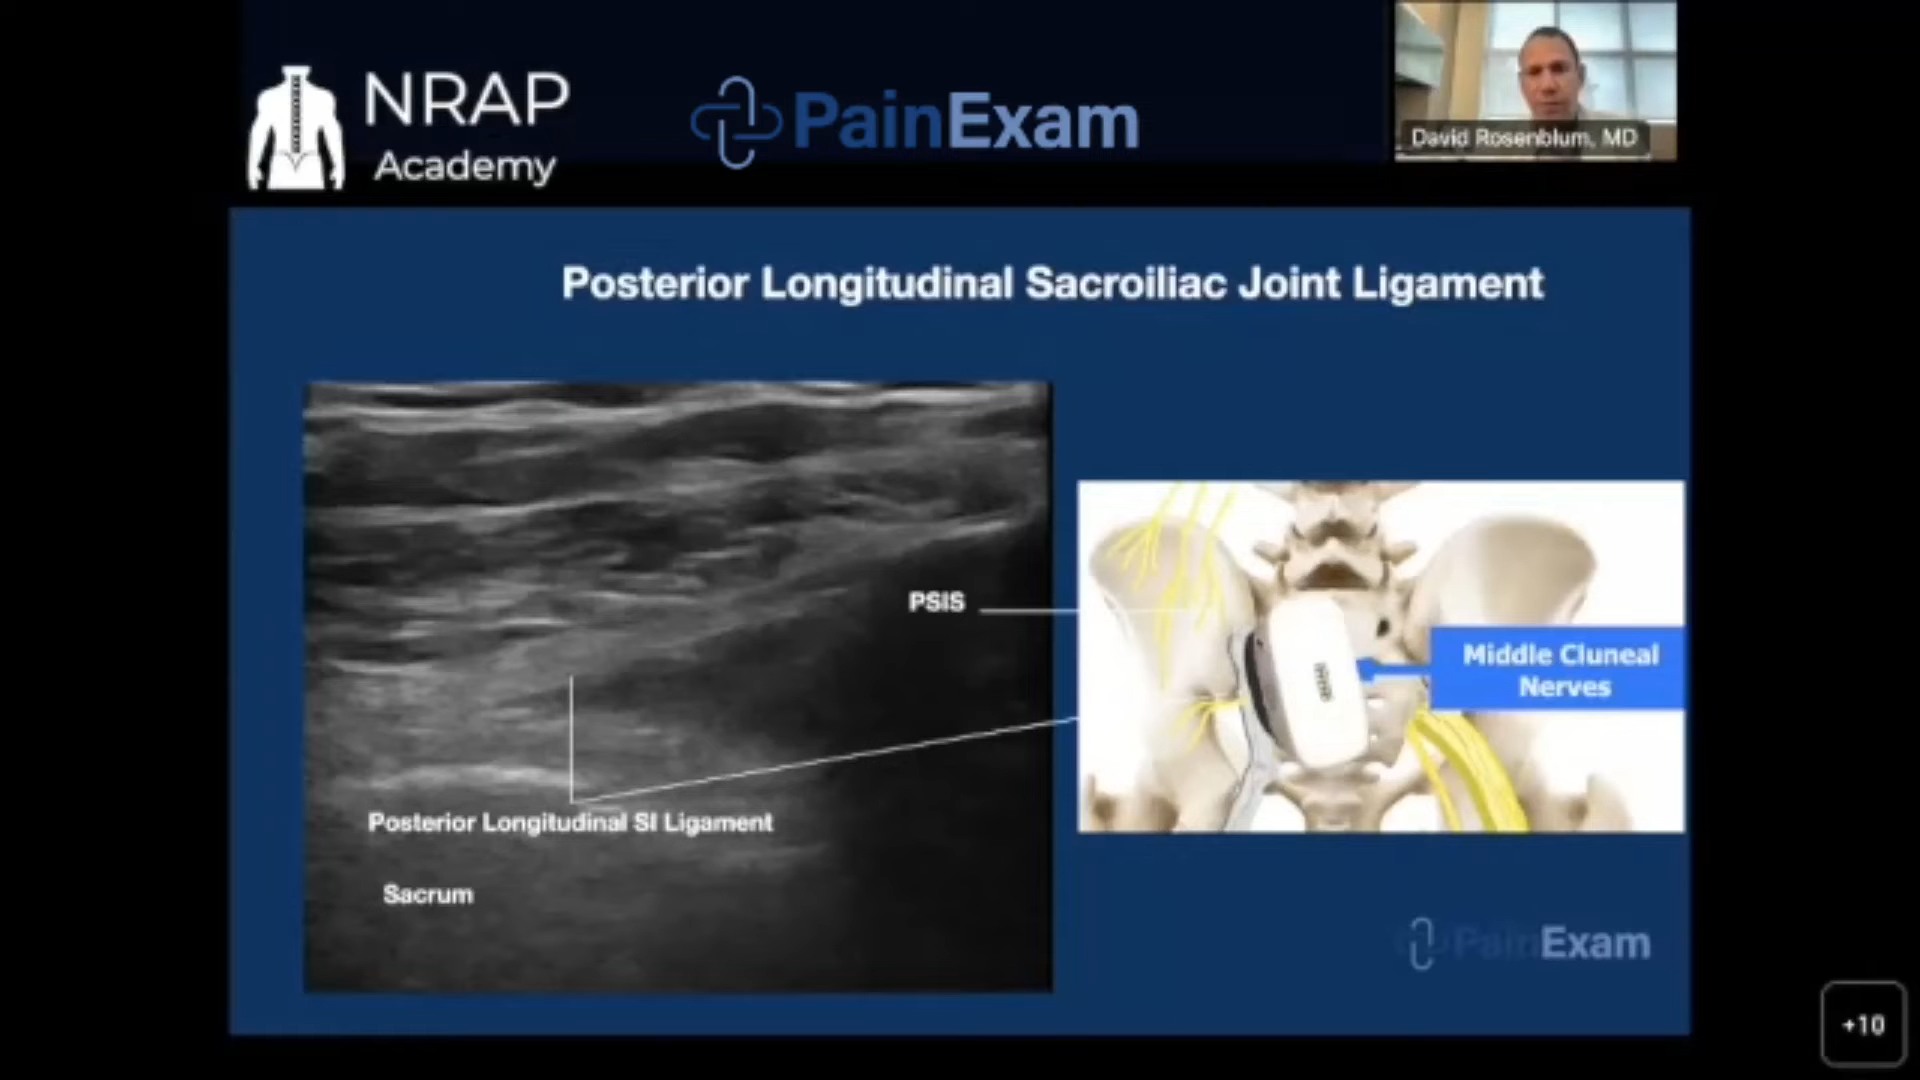 NRAP
Academy
PainExam
David Rosenblum, MD
Posterior Longitudinal Sacroiliac Joint Ligament
PSIS
Middle Cluneal
Nerves
Posterior Longitudinal SI Ligament
Sacrum
PainExam
+10